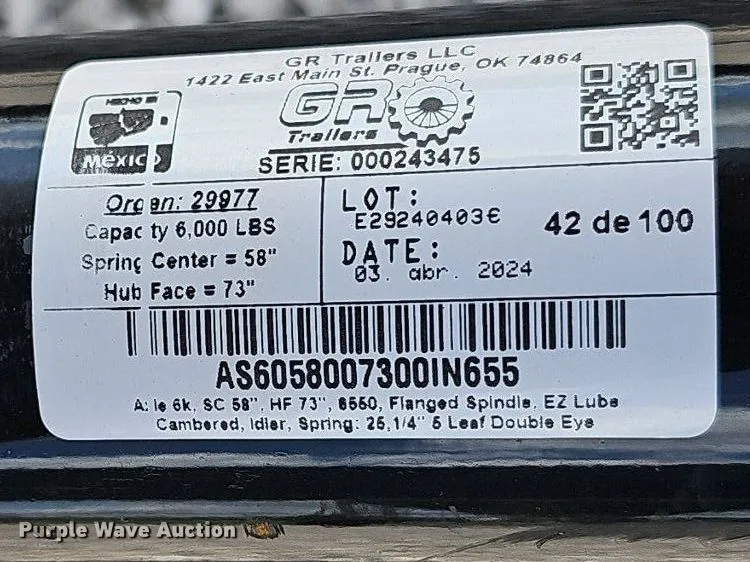 GR Trailers LLC
1422 East Main St. Prague, OK 74864
HECHO EN
MéxicO
GR
Trailers
SERIE: 000243475
Orgen: 29977
Capacity 6,000 LBS
Spring Center = 58"
Hub Face = 73"
LOT:
E29240403E
42 de 100
DATE:
03. abr. 2024
AS6058007300IN655
Axle 6k, SC 58", HF 73", 6550, Flanged Spindle, EZ Lube
Cambered, Idler, Spring: 25,1/4" 5 Leaf Double Eye
Purple Wave Auction